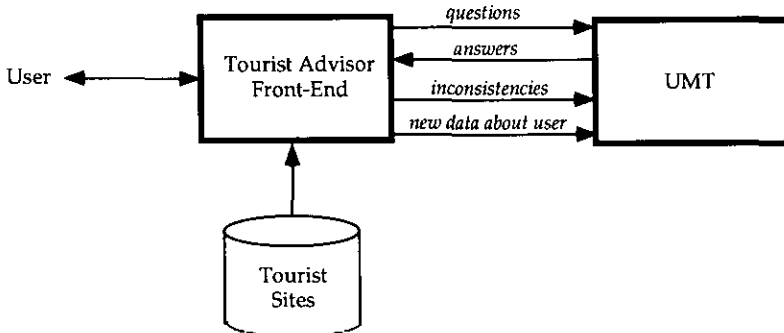 questions
answers
User
Tourist Advisor
Front-End
UMT
inconsistencies
new data about user
Tourist
Sites